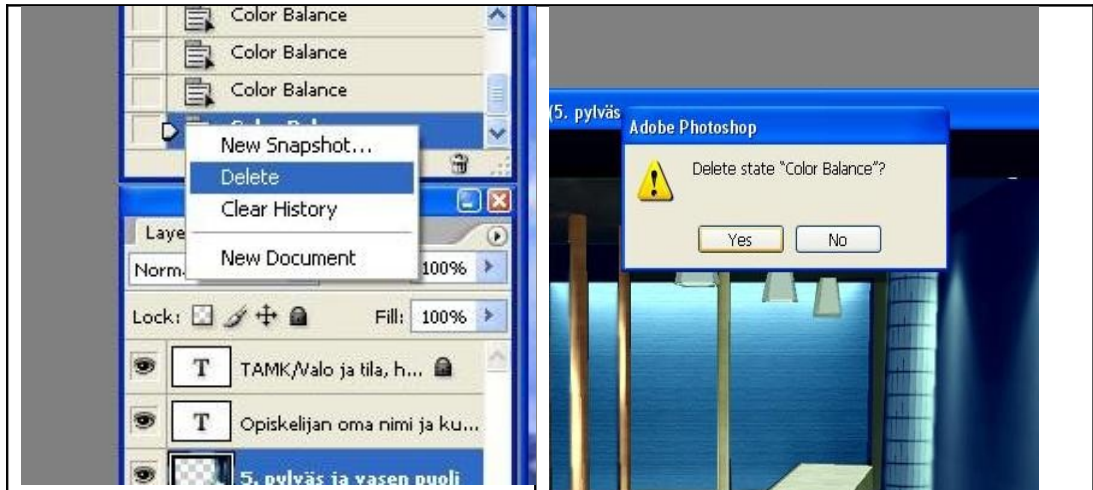 Color Balance
Color Balance
Color Balance
New Snapshot...
Delete
Clear History
New Document
Laye
Norm
100%
Lock:
Fill: 100%
T TAMK/Valo ja tila, h...
T Opiskelijan oma nimi ja ku...
5. pylväs ja vasen puoli
(5. pylväs
Adobe Photoshop
Delete state "Color Balance"?
Yes
No